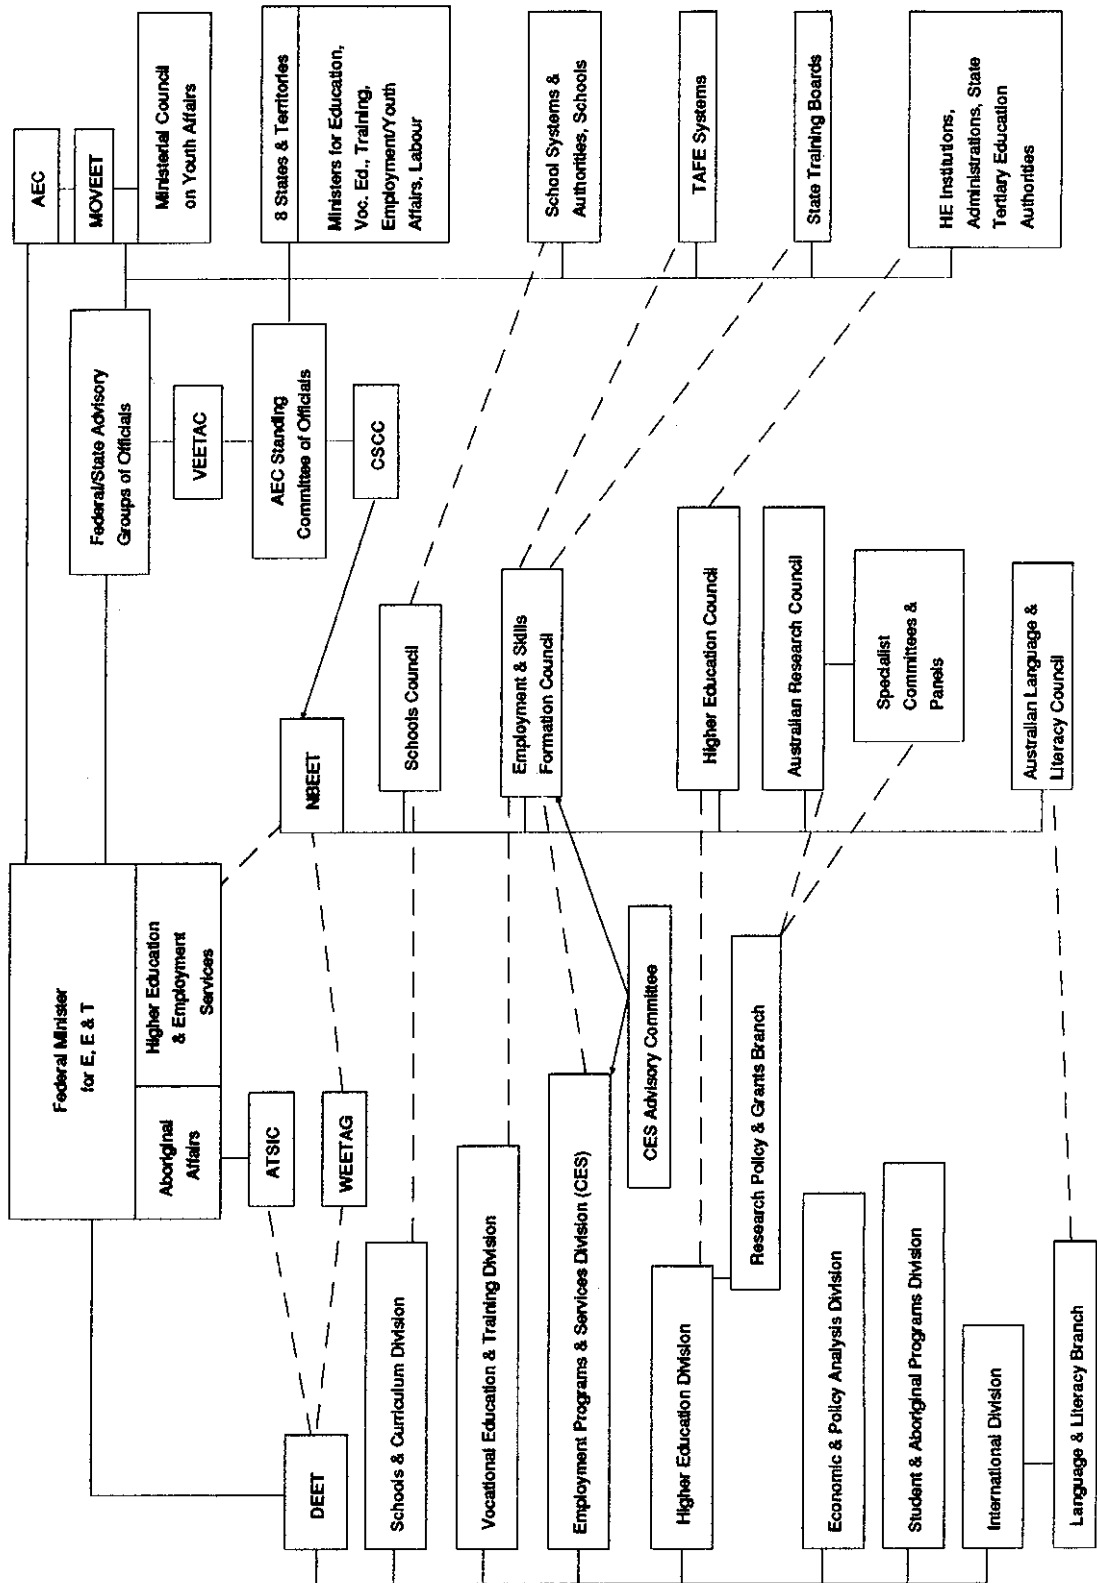 Federal Minister
for E, E & T
Aboriginal
Affairs
Higher Education
& Employment
Services
AEC
MOVEET
Ministerial Council
on Youth Affairs
Federal/State Advisory
Groups of Officials
VEETAC
AEC Standing
Committee of Officials
CSCC
8 States & Territories
Ministers for Education,
Voc. Ed., Training,
Employment/Youth
Affairs, Labour
ATSIC
WEETAG
DEET
NBEET
Schools & Curriculum Division
Schools Council
School Systems &
Authorities, Schools
Vocational Education & Training Division
Employment & Skills
Formation Council
TAFE Systems
Employment Programs & Services Division (CES)
CES Advisory Committee
State Training Boards
Higher Education Division
Research Policy & Grants Branch
Higher Education Council
Australian Research Council
Specialist
Committees &
Panels
HE Institutions,
Administrations, State
Tertiary Education
Authorities
Economic & Policy Analysis Division
Student & Aboriginal Programs Division
International Division
Language & Literacy Branch
Australian Language &
Literacy Council